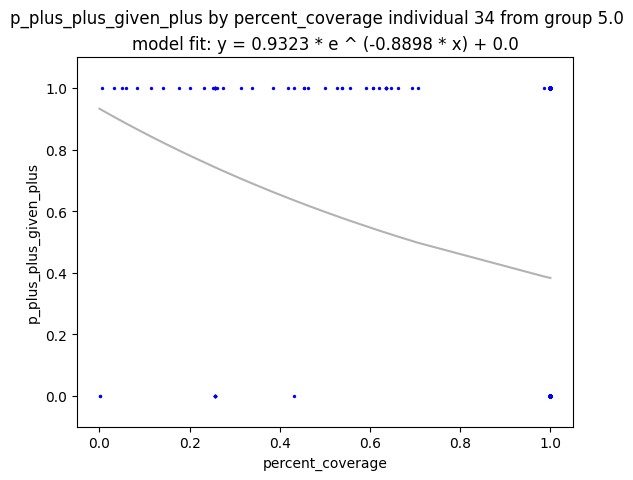 p_plus_plus_given_plus by percent_coverage individual 34 from group 5.0
model fit: y = 0.9323 * e ^ (-0.8898 * x) + 0.0
p_plus_plus_given_plus
1.0
0.8
0.6
0.4
0.2
0.0
0.0 0.2 0.4 0.6 0.8 1.0
percent_coverage